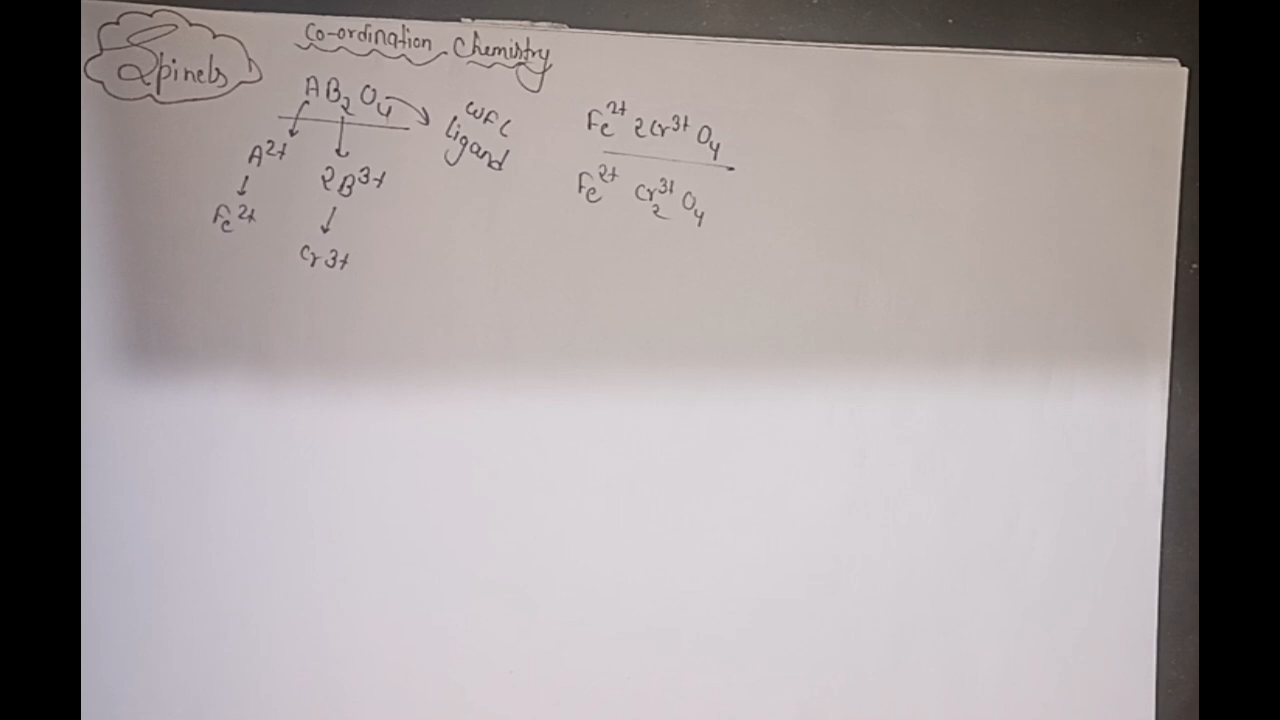 Spinels
Co-ordination Chemistry
AB₂O₄
WFL
ligand
A²⁺
2B³⁺
Fe²⁺
Cr3+
Fe²⁺ 2Cr³⁺ O₄
Fe²⁺ Cr₂³⁺ O₄